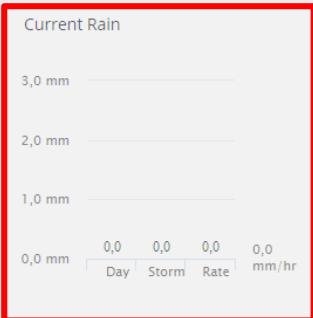 Current Rain
3,0 mm
2,0 mm
1,0 mm
0,0 0,0 0,0 0,0
0,0 mm mm/hr
Day Storm Rate